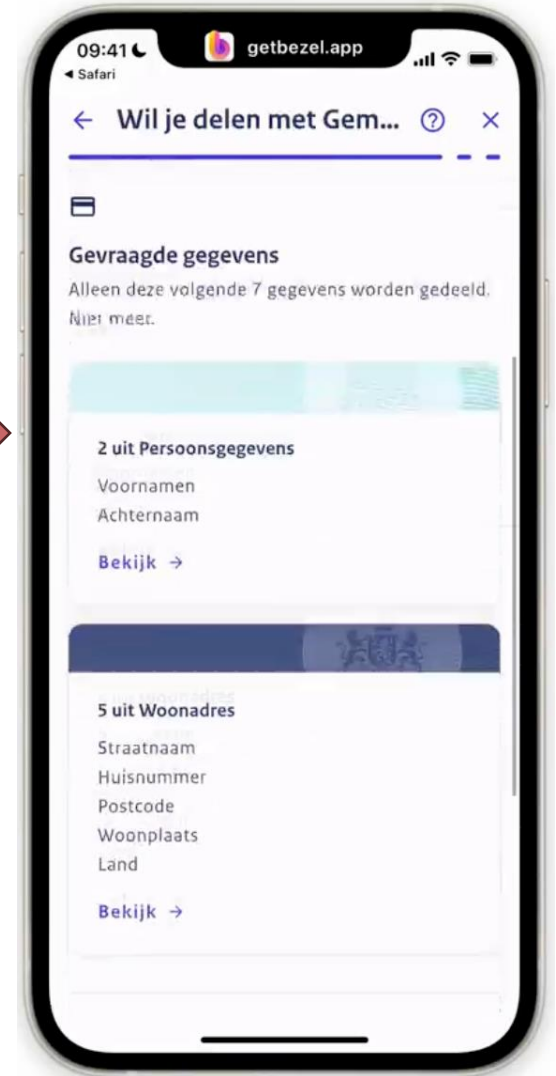 09:41
getbezel.app
◂ Safari
← Wil je delen met Gem... ? ×
Gevraagde gegevens
Alleen deze volgende 7 gegevens worden gedeeld.
Niet meer.
2 uit Persoonsgegevens
Voornamen
Achternaam
Bekijk →
5 uit Woonadres
Straatnaam
Huisnummer
Postcode
Woonplaats
Land
Bekijk →